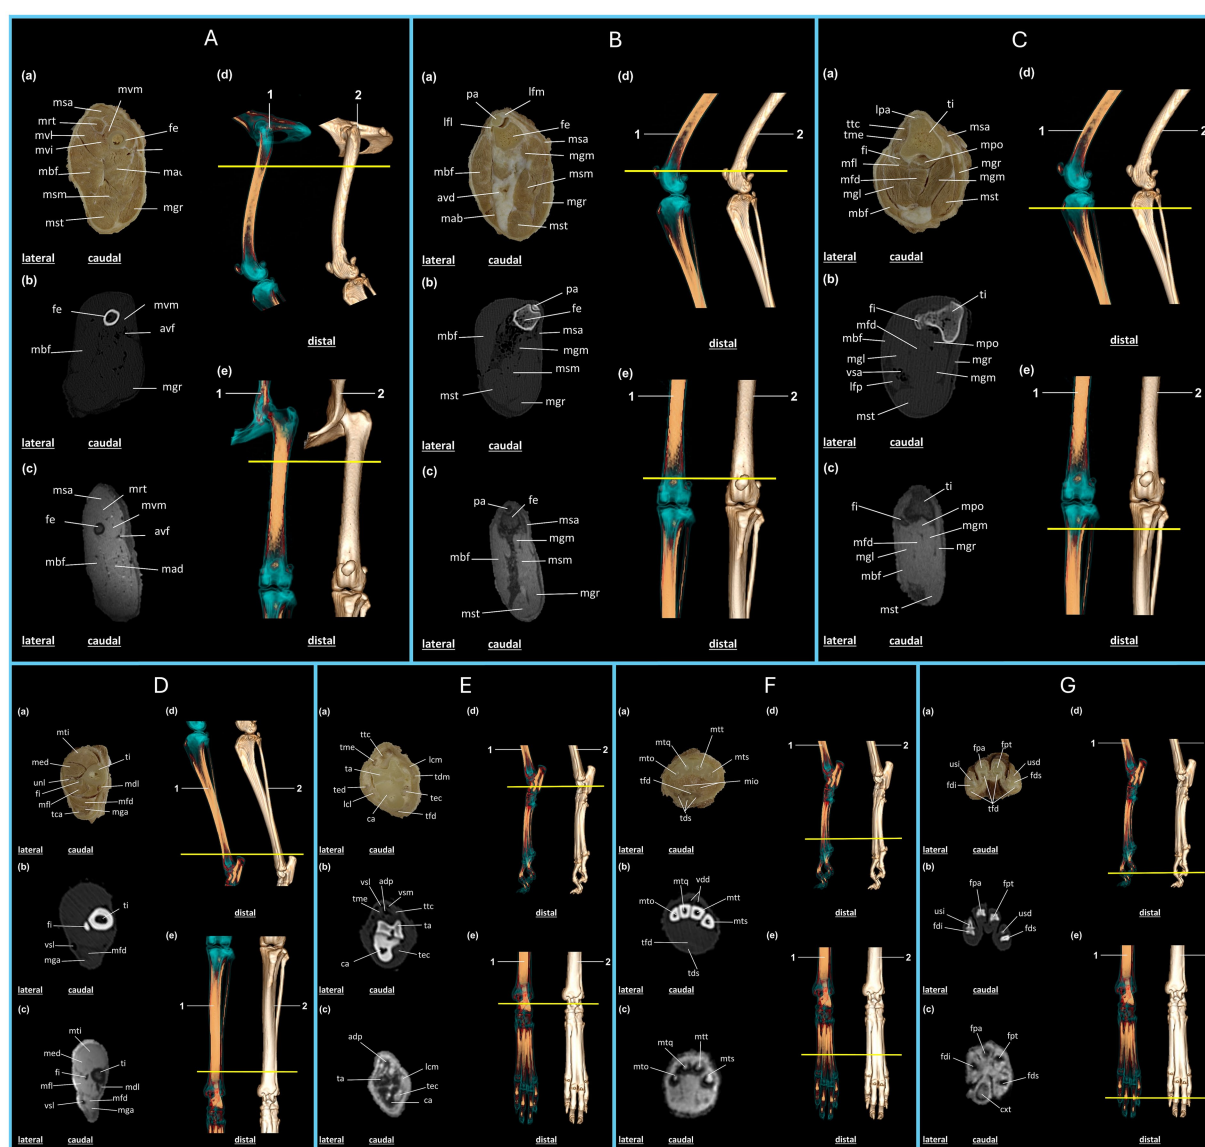 A
(a)
mvm
msa
mrt
mvl
mvi
mbf
msm
mst
fe
mgr
lateral
caudal
(b)
fe
mvm
avf
mbf
mgr
lateral
caudal
(c)
msa
mrt
mvm
fe
avf
mbf
mad
lateral
caudal
(d)
1
2
distal
(e)
1
2
distal
B
(a)
pa
lfm
lfl
fe
msa
mgm
mbf
msm
avd
mgr
mab
mst
lateral
caudal
(b)
pa
fe
mbf
msa
mgm
msm
mst
mgr
lateral
caudal
(c)
pa
fe
msa
mgm
mbf
msm
mgr
mst
lateral
caudal
(d)
1
2
distal
(e)
1
2
distal
C
(a)
lpa
ti
ttc
tme
msa
fi
mpo
mfl
mgr
mfd
mgm
mgl
mst
mbf
lateral
caudal
(b)
ti
fi
mfd
mbf
mpo
mgl
mgr
vsa
mgm
lfp
mst
lateral
caudal
(c)
ti
fi
mpo
mgm
mfd
mgr
mgl
mbf
mst
lateral
caudal
(d)
1
2
distal
(e)
1
2
distal
D
(a)
mti
med
ti
unl
fi
mdl
mfl
mfd
tca
mga
lateral
caudal
(b)
ti
fi
vsl
mfd
mga
lateral
caudal
(c)
mti
med
ti
fi
mfl
mdl
mfd
vsl
mga
lateral
caudal
(d)
1
2
distal
(e)
1
2
distal
E
(a)
ttc
tme
lcm
ta
tdm
ted
tec
lcl
ca
tfd
lateral
caudal
(b)
adp
vsl
vsm
tme
ttc
ta
ca
tec
lateral
caudal
(c)
adp
lcm
ta
tec
ca
lateral
caudal
(d)
1
2
distal
(e)
1
2
distal
F
(a)
mtt
mtq
mto
mts
tfd
mio
tds
lateral
caudal
(b)
vdd
mtq
mtt
mto
mts
tfd
tds
lateral
caudal
(c)
mtt
mtq
mto
mts
lateral
caudal
(d)
1
2
distal
(e)
1
2
distal
G
(a)
fpa
fpt
usi
usd
fdi
fds
tfd
lateral
caudal
(b)
fpa
fpt
usi
usd
fdi
fds
lateral
caudal
(c)
fpa
fpt
fdi
fds
cxt
lateral
caudal
(d)
1
2
distal
(e)
1
2
distal